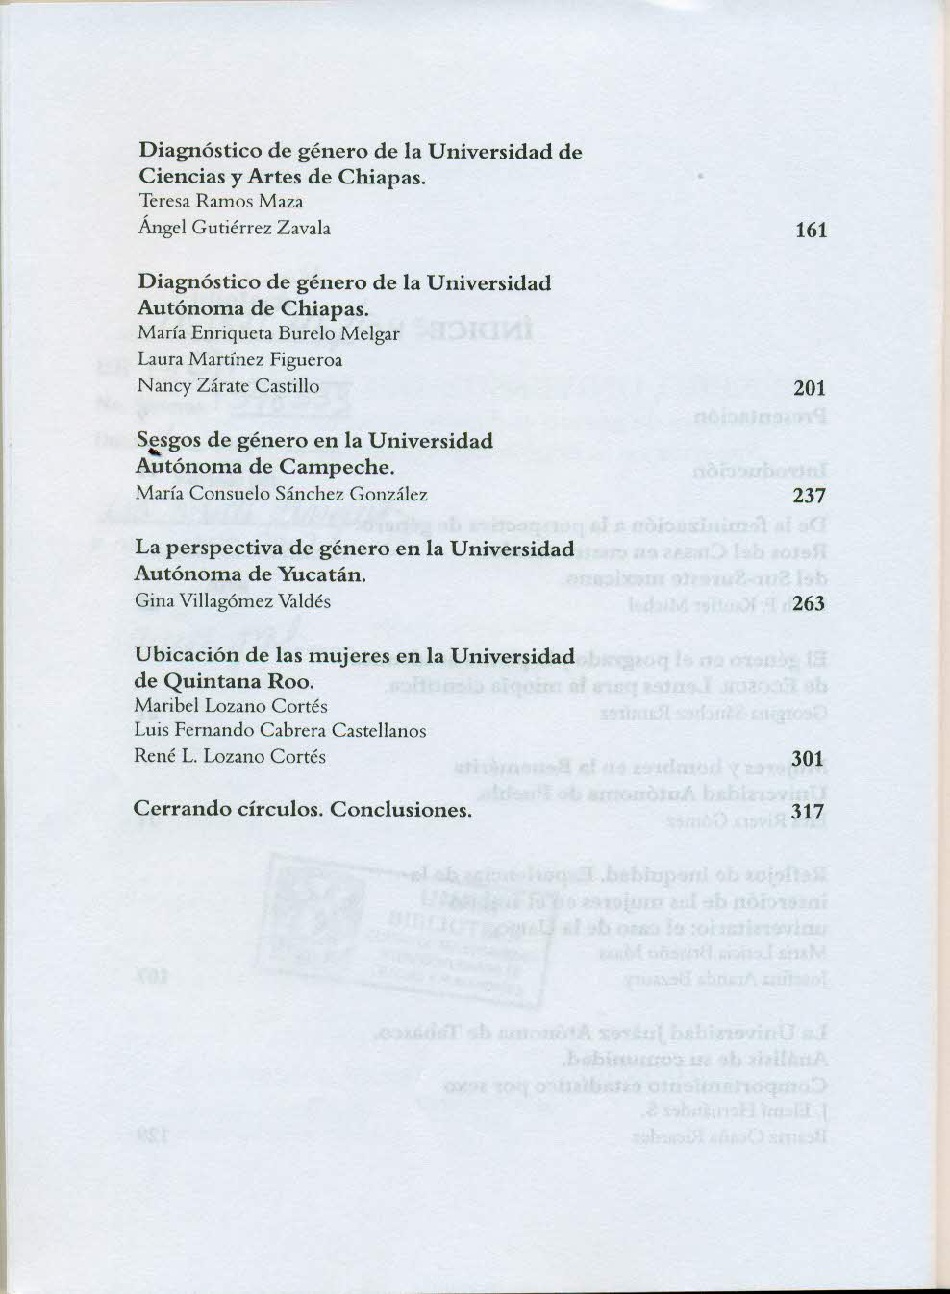 Diagnóstico de género de la Universidad de
Ciencias y Artes de Chiapas.
Teresa Ramos Maza
Ángel Gutiérrez Zavala 161
Diagnóstico de género de la Universidad
Autónoma de Chiapas.
María Enriqueta Burelo Melgar
Laura Martínez Figueroa
Nancy Zárate Castillo 201
Sesgos de género en la Universidad
Autónoma de Campeche.
María Consuelo Sánchez González 237
La perspectiva de género en la Universidad
Autónoma de Yucatán.
Gina Villagómez Valdés 263
Ubicación de las mujeres en la Universidad
de Quintana Roo.
Maribel Lozano Cortés
Luis Fernando Cabrera Castellanos
René L. Lozano Cortés 301
Cerrando círculos. Conclusiones. 317